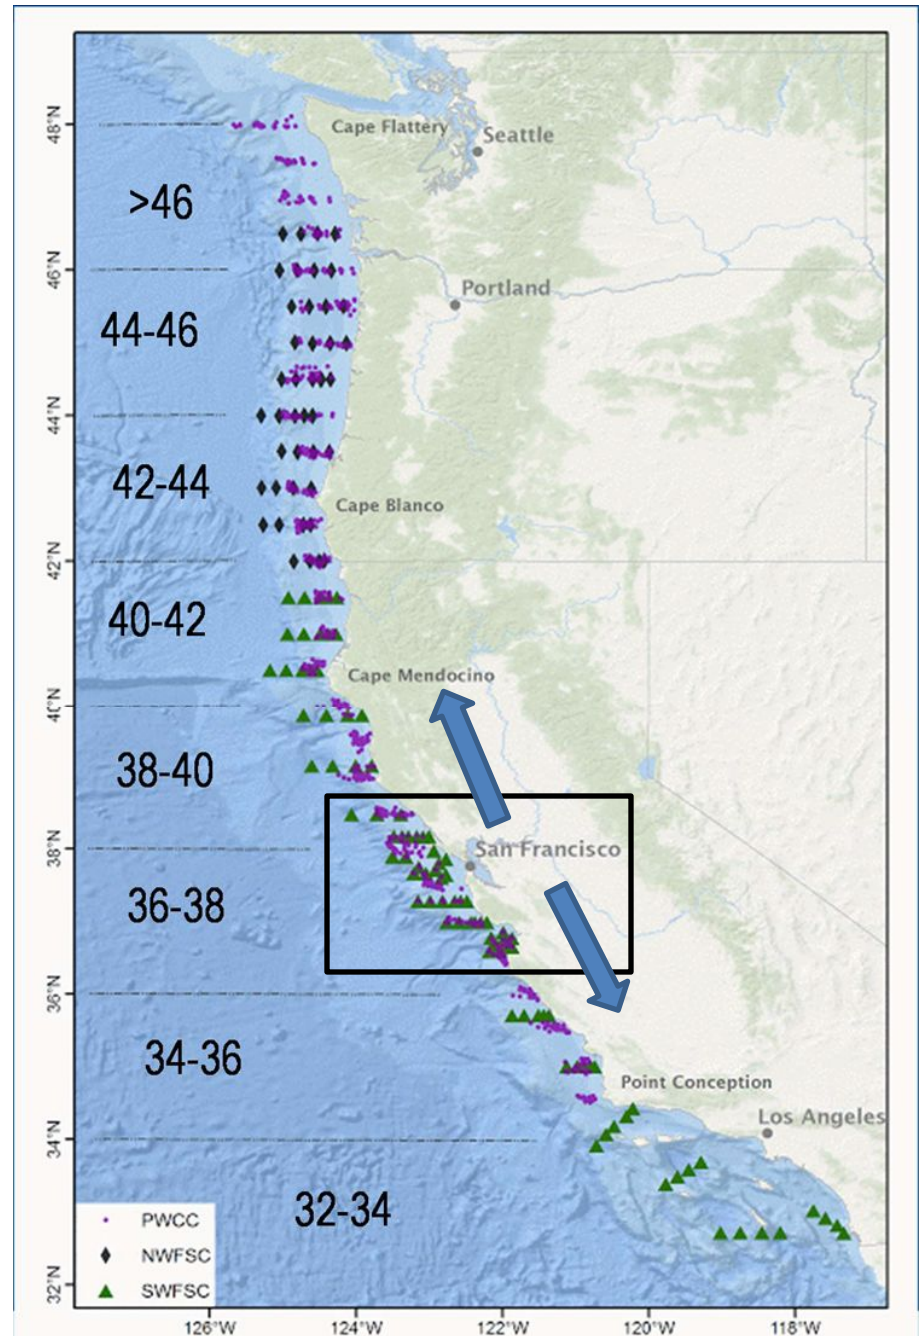 48°N
Cape Flattery
Seattle
>46
46°N
Portland
44-46
44°N
42-44
Cape Blanco
42°N
40-42
Cape Mendocino
40°N
38-40
38°N
San Francisco
36-38
36°N
34-36
Point Conception
Los Angeles
34°N
32-34
PWCC
NWFSC
SWFSC
32°N
126°W
124°W
122°W
120°W
118°W